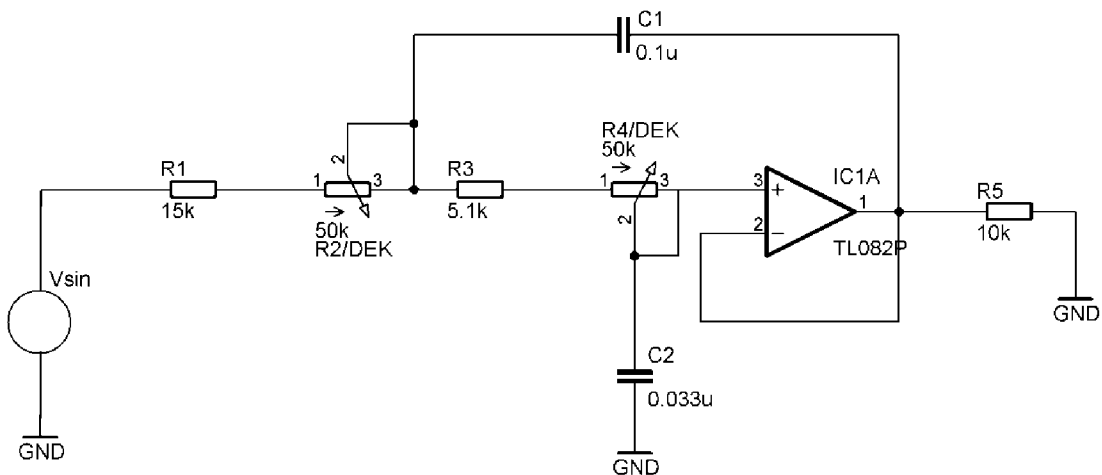 C1
0.1u
R4/DEK
50k
2
R1
1
3
R3
1
3
3
IC1A
1
R5
15k
50k
R2/DEK
5.1k
2
2
10k
TL082P
Vsin
GND
C2
0.033u
GND
GND